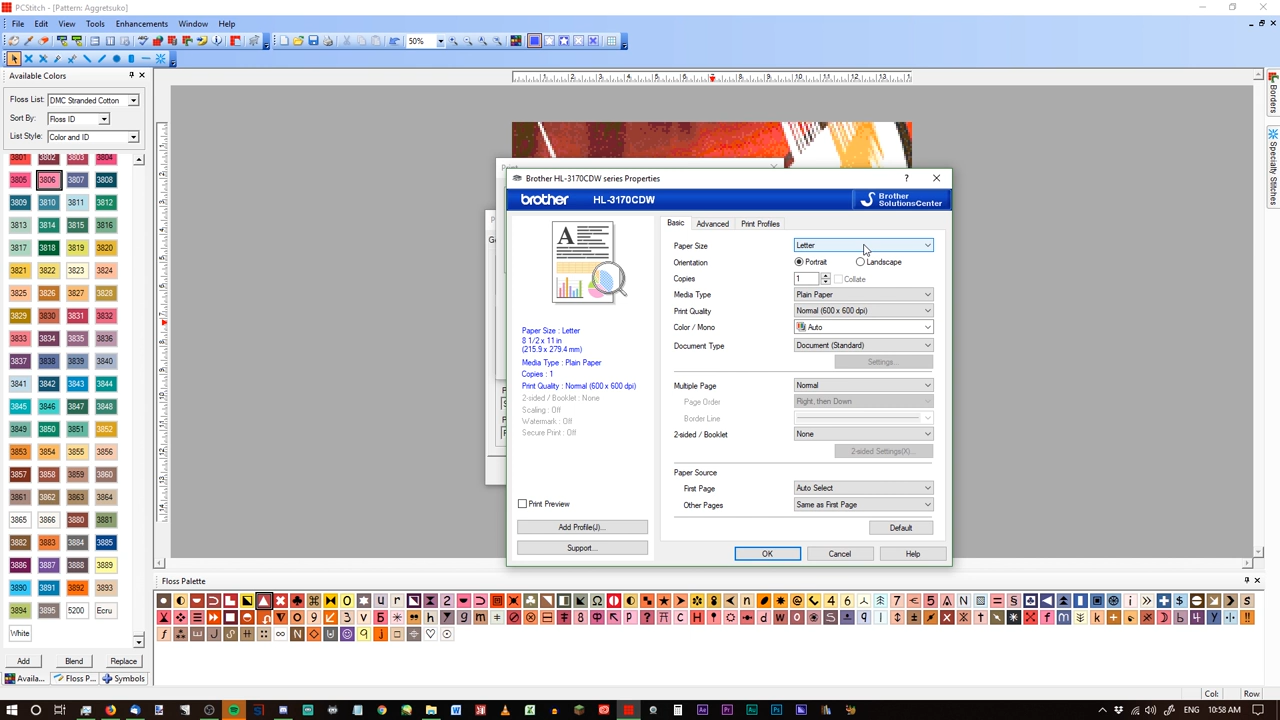 PCStitch - [Pattern: Aggretsuko]
File Edit View Tools Enhancements Window Help
50%
Available Colors
Floss List: DMC Stranded Cotton
Sort By: Floss ID
List Style: Color and ID
3801 3802 3803 3804
3805 3806 3807 3808
3809 3810 3811 3812
3813 3814 3815 3816
3817 3818 3819 3820
3821 3822 3823 3824
3825 3826 3827 3828
3829 3830 3831 3832
3833 3834 3835 3836
3837 3838 3839 3840
3841 3842 3843 3844
3845 3846 3847 3848
3849 3850 3851 3852
3853 3854 3855 3856
3857 3858 3859 3860
3861 3862 3863 3864
3865 3866 3880 3881
3882 3883 3884 3885
3886 3887 3888 3889
3890 3891 3892 3893
3894 3895 5200 Ecru
White
Add Blend Replace
Availa... Floss P... Symbols
Borders
Specialty Stitches
Brother HL-3170CDW series Properties
brother HL-3170CDW
Brother SolutionsCenter
Basic Advanced Print Profiles
Paper Size Letter
Orientation Portrait Landscape
Copies 1 Collate
Media Type Plain Paper
Print Quality Normal (600 x 600 dpi)
Color / Mono Auto
Document Type Document (Standard)
Settings...
Multiple Page Normal
Page Order Right, then Down
Border Line
2-sided / Booklet None
2-sided Settings(X)...
Paper Source
First Page Auto Select
Other Pages Same as First Page
Default
OK Cancel Help
Paper Size : Letter
8 1/2 x 11 in
(215.9 x 279.4 mm)
Media Type : Plain Paper
Copies : 1
Print Quality : Normal (600 x 600 dpi)
2-sided / Booklet : None
Scaling : Off
Watermark : Off
Secure Print : Off
Print Preview
Add Profile(J)...
Support...
Floss Palette
Col: Row
ENG 10:58 AM